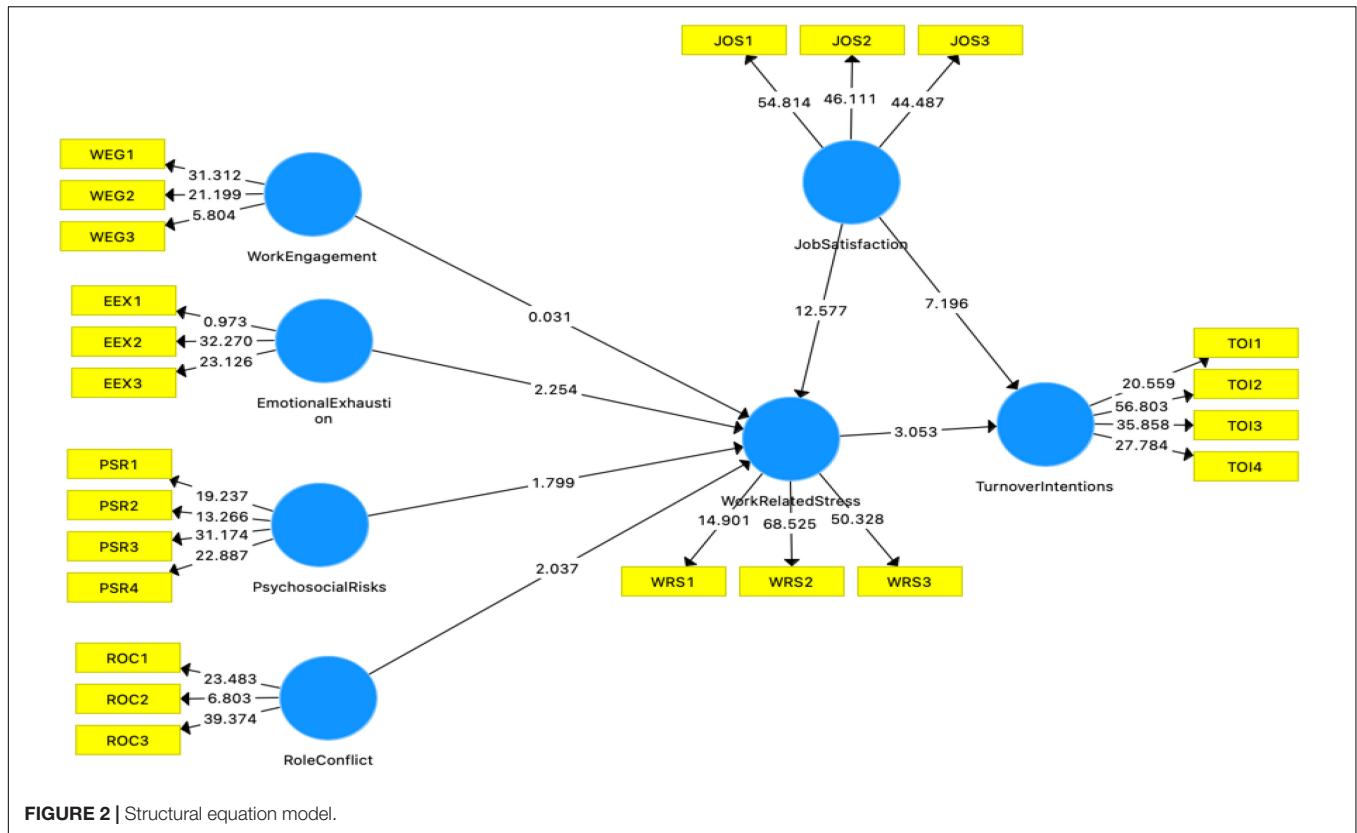 JOS1 JOS2 JOS3
54.814 46.111 44.487
WEG1
WEG2
WEG3
31.312
21.199
5.804
WorkEngagement
JobSatisfaction
EEX1
EEX2
EEX3
0.973
32.270
23.126
EmotionalExhausti
on
0.031
12.577
7.196
2.254
TOI1
TOI2
TOI3
TOI4
20.559
56.803
35.858
27.784
TurnoverIntentions
3.053
PSR1
PSR2
PSR3
PSR4
19.237
13.266
31.174
22.887
PsychosocialRisks
1.799
WorkRelatedStress
14.901 68.525 50.328
WRS1 WRS2 WRS3
2.037
ROC1
ROC2
ROC3
23.483
6.803
39.374
RoleConflict
FIGURE 2 | Structural equation model.